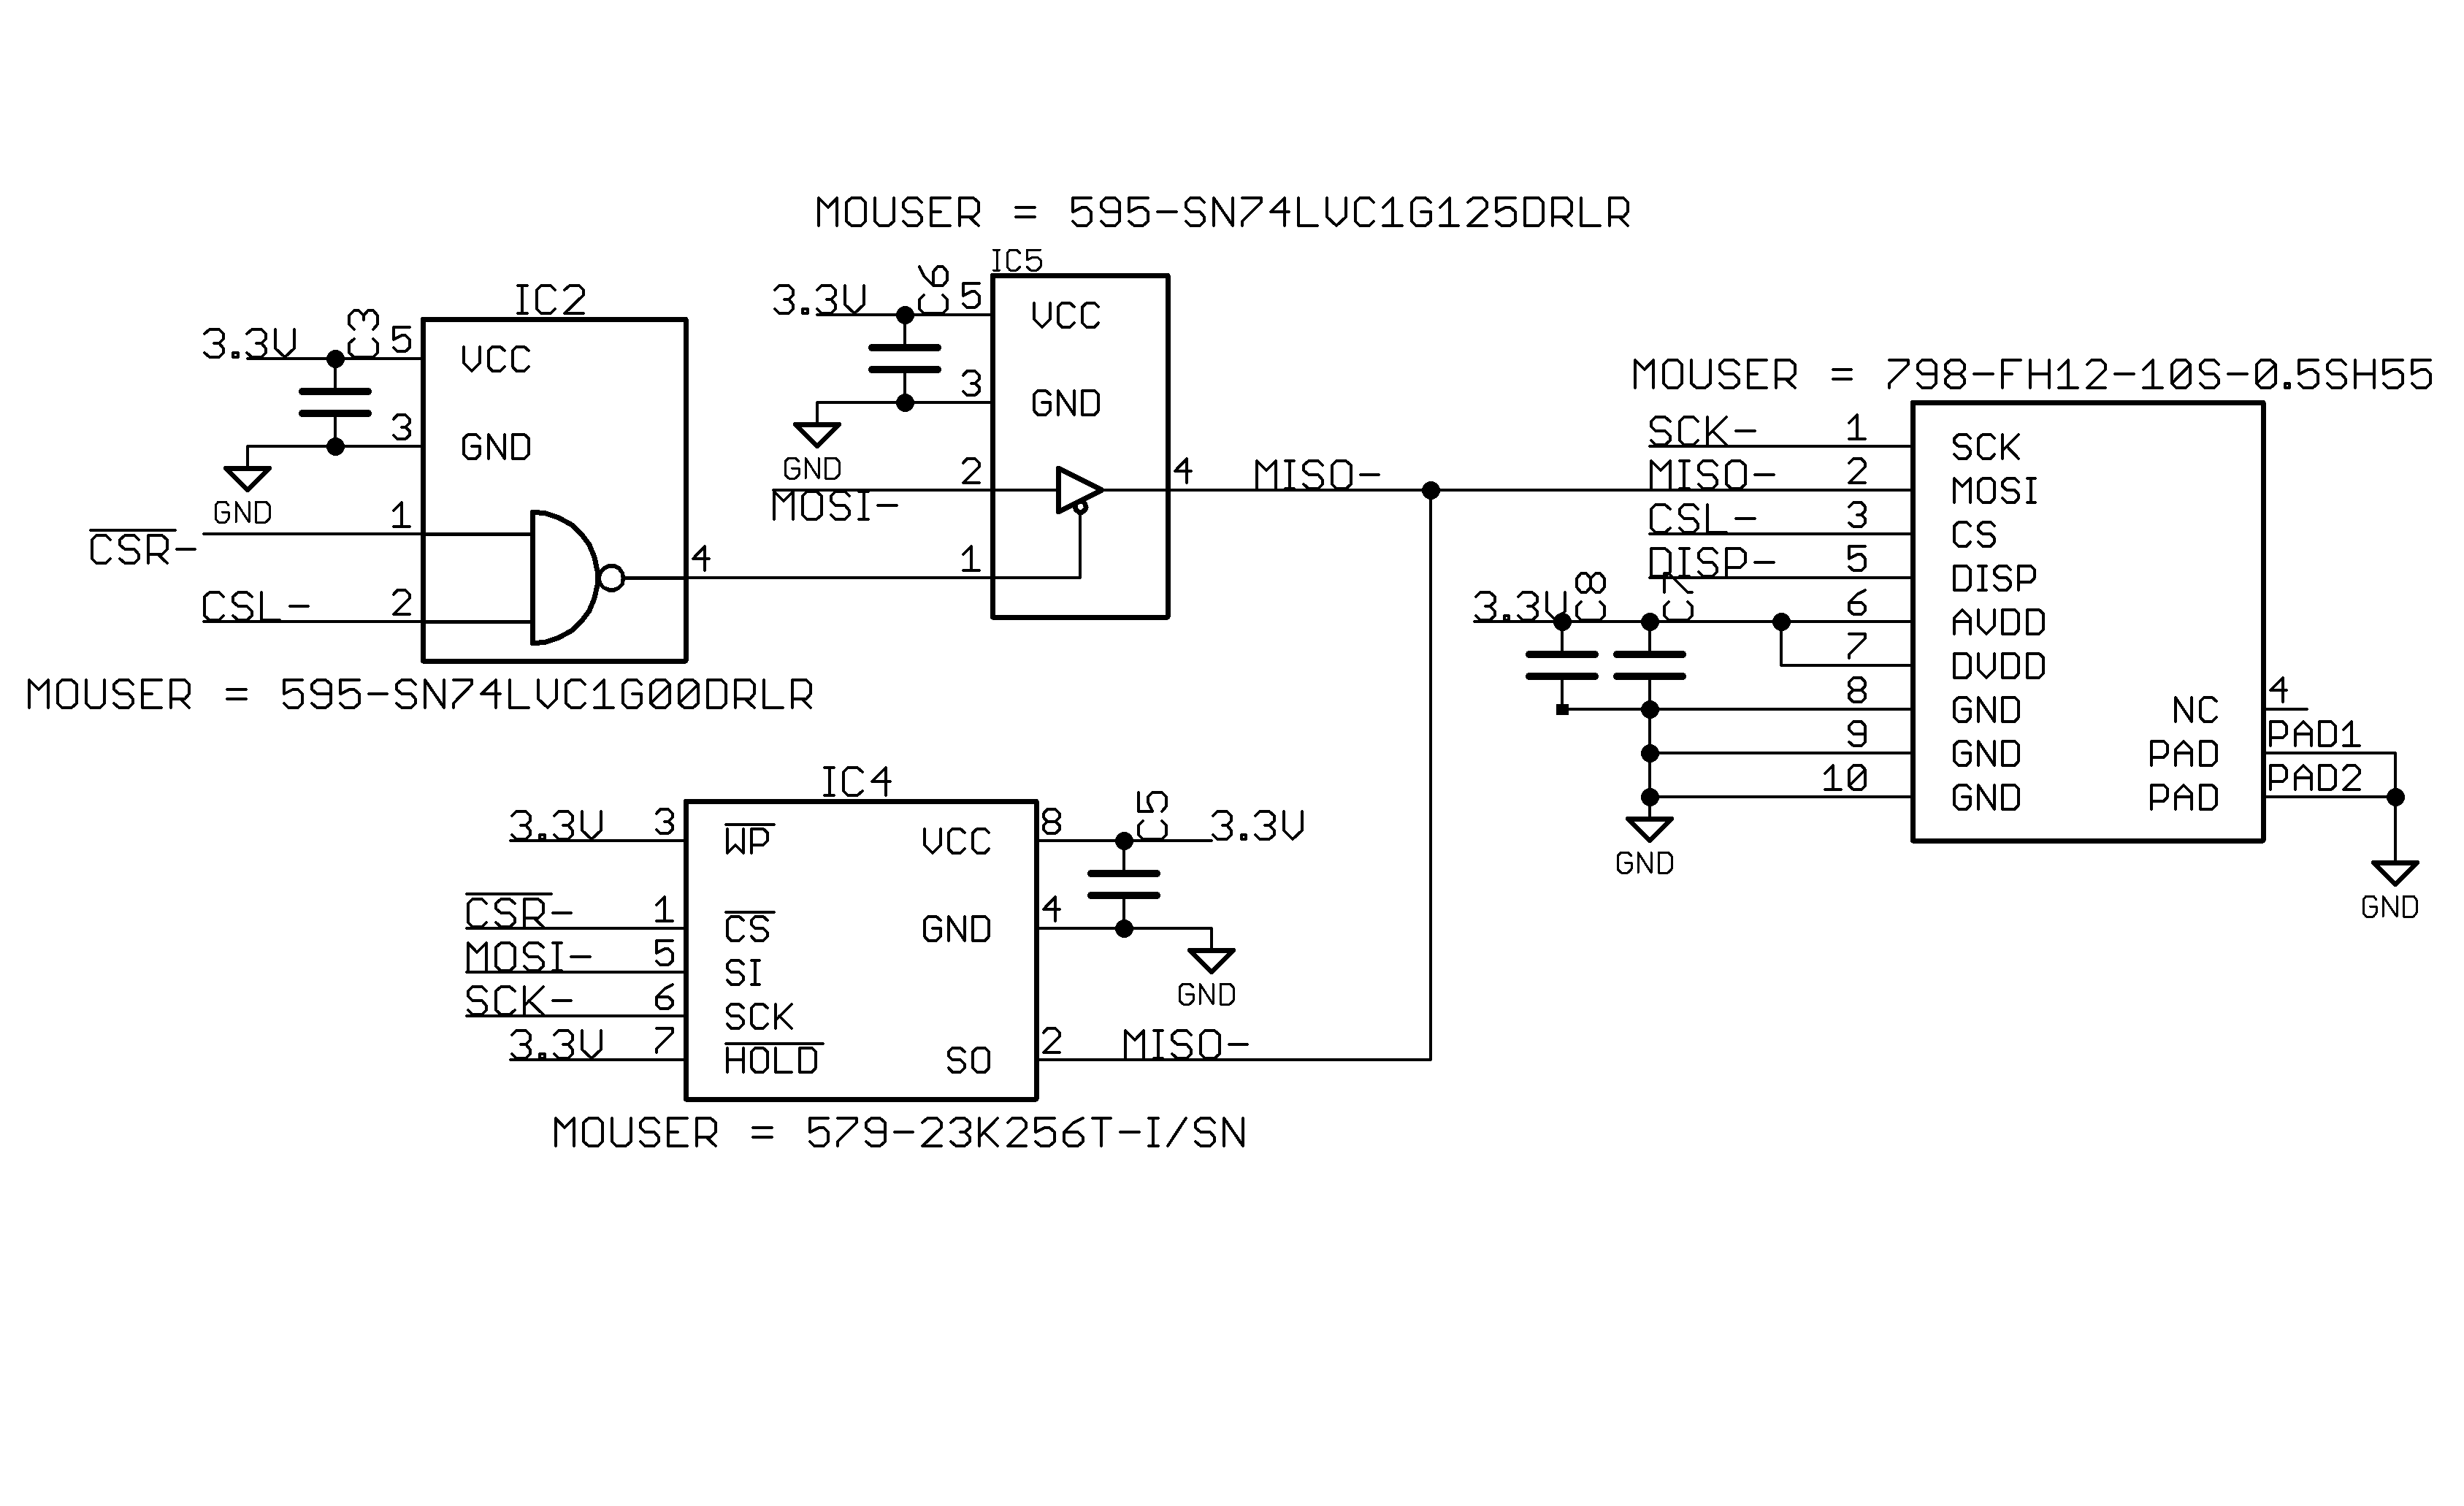 MOUSER = 595-SN74LVC1G125DRLR
IC5
3.3V
C6
5
VCC
3
GND
GND
2
MOSI-
4
MISO-
1
IC2
3.3V
C3
5
VCC
3
GND
GND
1
CSR-
CSL-
2
4
MOUSER = 595-SN74LVC1G00DRLR
MOUSER = 798-FH12-10S-0.5SH55
SCK-
1
SCK
MISO-
2
MOSI
CSL-
3
CS
DISP-
5
DISP
3.3V
C8
C7
6
AVDD
7
DVDD
8
GND
9
GND
10
GND
GND
NC
4
PAD
PAD1
PAD
PAD2
GND
IC4
3.3V
3
WP
CSR-
1
CS
MOSI-
5
SI
SCK-
6
SCK
3.3V
7
HOLD
VCC
8
C5
3.3V
GND
4
GND
SO
2
MISO-
MOUSER = 579-23K256T-I/SN